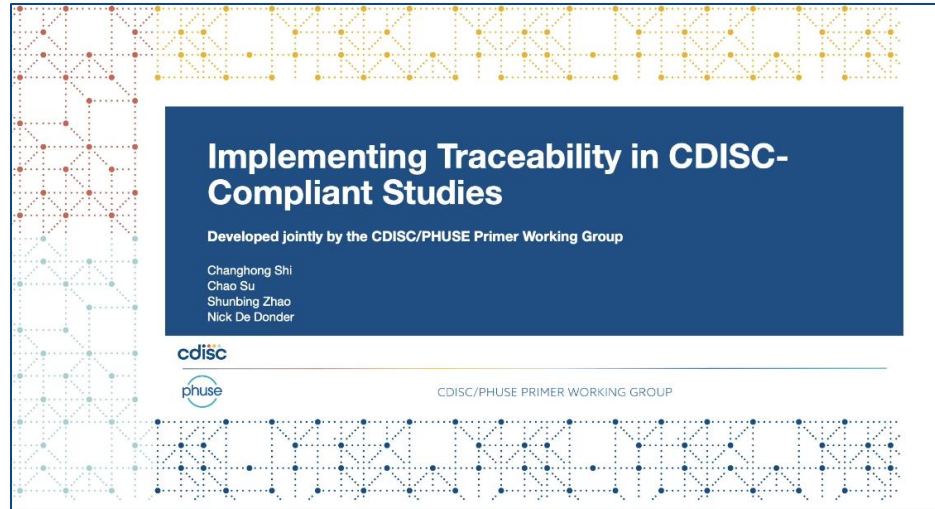 Implementing Traceability in CDISC-
Compliant Studies
Developed jointly by the CDISC/PHUSE Primer Working Group
Changhong Shi
Chao Su
Shunbing Zhao
Nick De Donder
cdisc
phuse
CDISC/PHUSE PRIMER WORKING GROUP